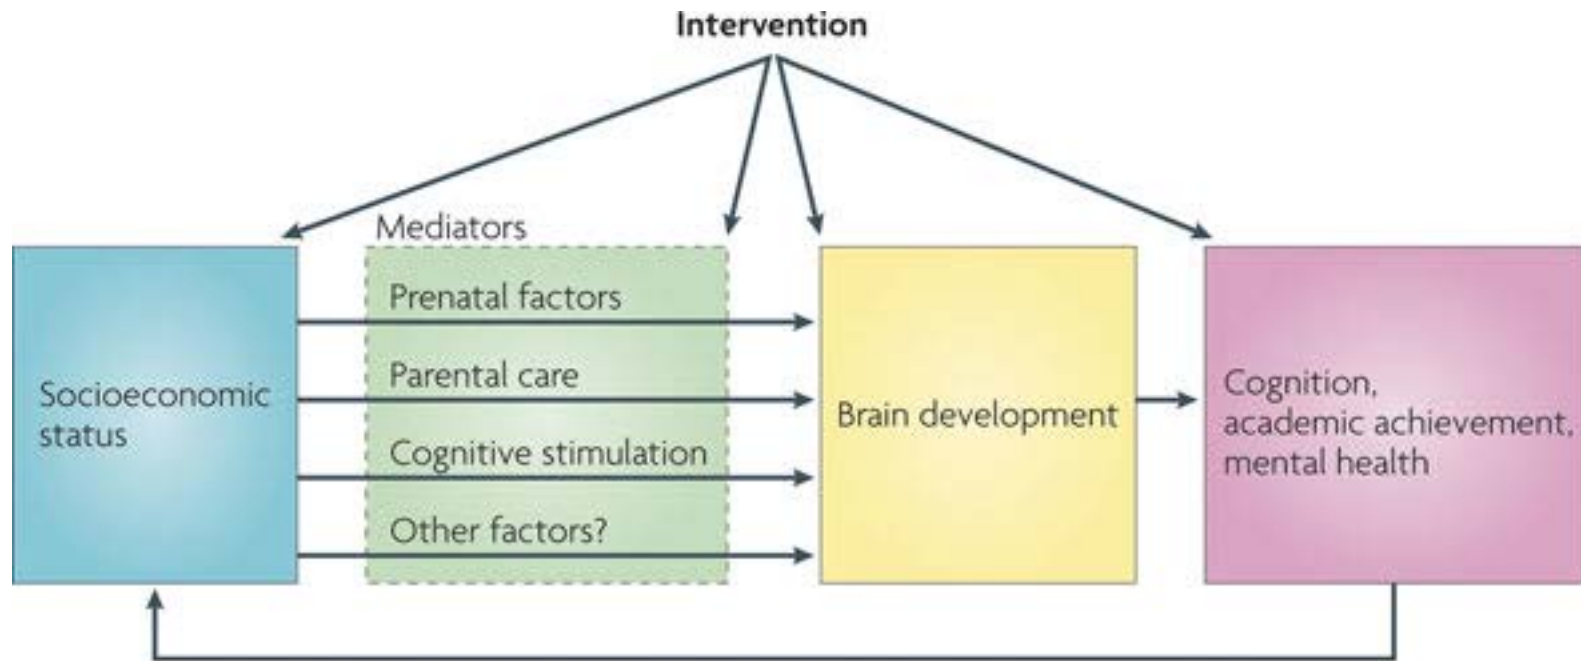 Intervention
Mediators
Prenatal factors
Parental care
Cognitive stimulation
Other factors?
Socioeconomic
status
Brain development
Cognition,
academic achievement,
mental health